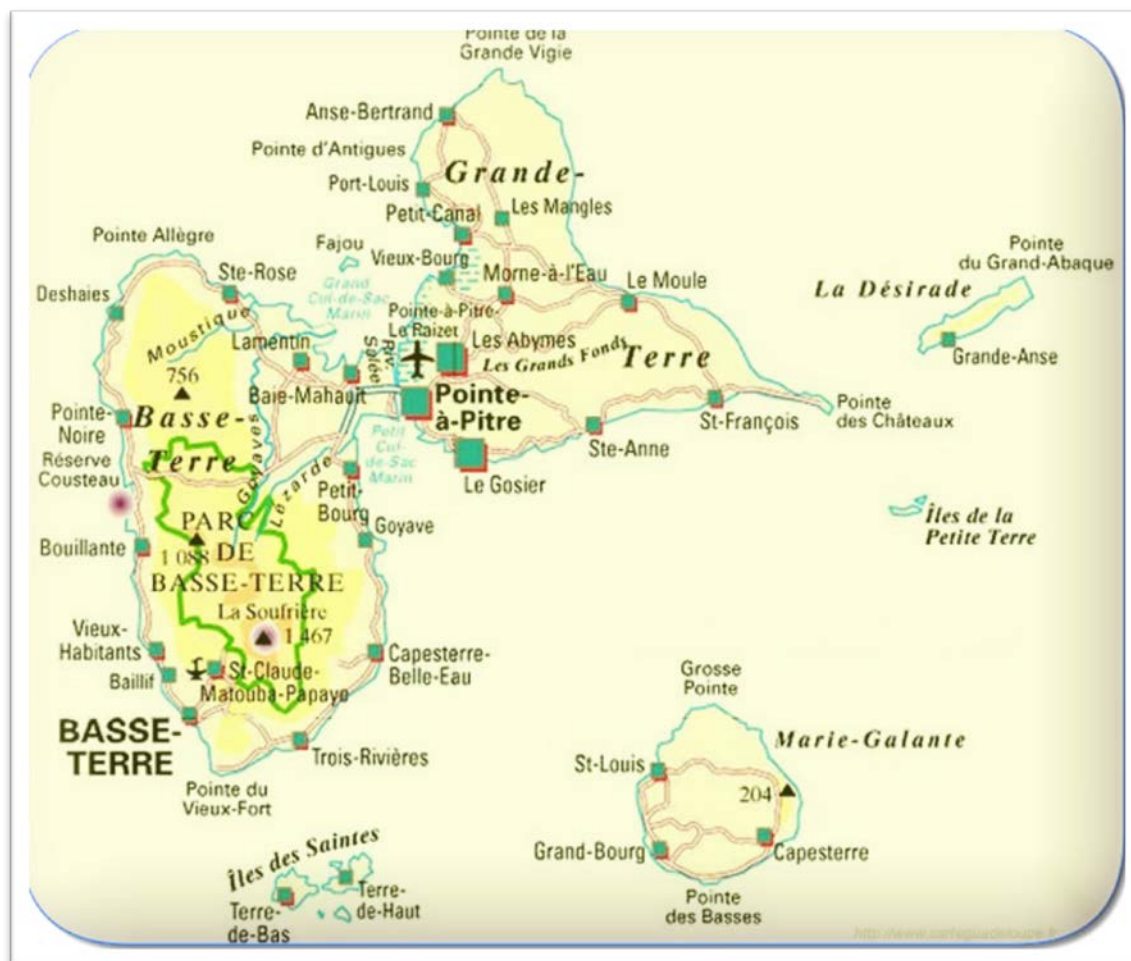 Pointe de la
Grande Vigie
Anse-Bertrand
Pointe d'Antigues
Grande-
Port-Louis
Les Mangles
Petit-Canal
Pointe Allègre
Fajou
Vieux-Bourg
Pointe
du Grand-Abaque
Ste-Rose
Grand
Cul-de-Sac
Marin
Morne-à-l'Eau
Le Moule
La Désirade
Deshaies
Moustique
Pointe-à-Pitre-
Le Raizet
Lamentin
Riv.
Salée
Les Abymes
Les Grands Fonds
Terre
Grande-Anse
756
Baie-Mahault
Pointe-
à-Pitre
St-François
Pointe
des Châteaux
Pointe-
Noire
Basse-
Terre
Goyaves
Petit
Cul-
de-Sac
Marin
Ste-Anne
Réserve
Cousteau
Lézarde
Petit-
Bourg
Le Gosier
PARC
DE
BASSE-TERRE
Goyave
Îles de la
Petite Terre
Bouillante
1 088
La Soufrière
1 467
Vieux-
Habitants
Baillif
St-Claude-
Matouba-Papaye
Capesterre-
Belle-Eau
Grosse
Pointe
BASSE-
TERRE
Trois-Rivières
Marie-Galante
St-Louis
204
Pointe du
Vieux-Fort
Grand-Bourg
Capesterre
Îles des Saintes
Terre-
de-Haut
Terre-
de-Bas
Pointe
des Basses